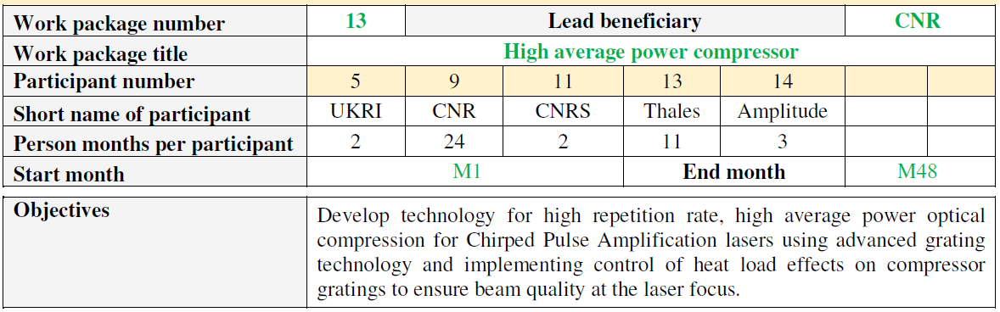 Work package number 13 Lead beneficiary CNR
Work package title High average power compressor
Participant number 5 9 11 13 14
Short name of participant UKRI CNR CNRS Thales Amplitude
Person months per participant 2 24 2 11 3
Start month M1 End month M48
Objectives Develop technology for high repetition rate, high average power optical
compression for Chirped Pulse Amplification lasers using advanced grating
technology and implementing control of heat load effects on compressor
gratings to ensure beam quality at the laser focus.